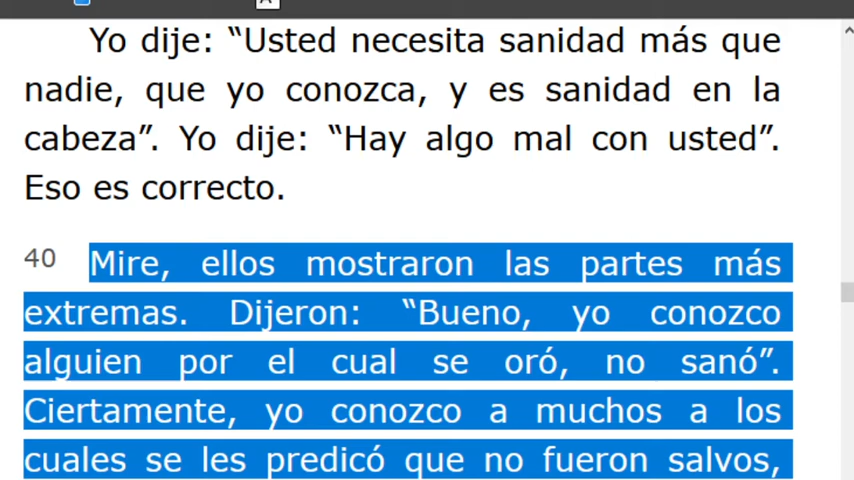 Yo dije: “Usted necesita sanidad más que
nadie, que yo conozca, y es sanidad en la
cabeza”. Yo dije: “Hay algo mal con usted”.
Eso es correcto.
40 Mire, ellos mostraron las partes más
extremas. Dijeron: “Bueno, yo conozco
alguien por el cual se oró, no sanó”.
Ciertamente, yo conozco a muchos a los
cuales se les predicó que no fueron salvos,